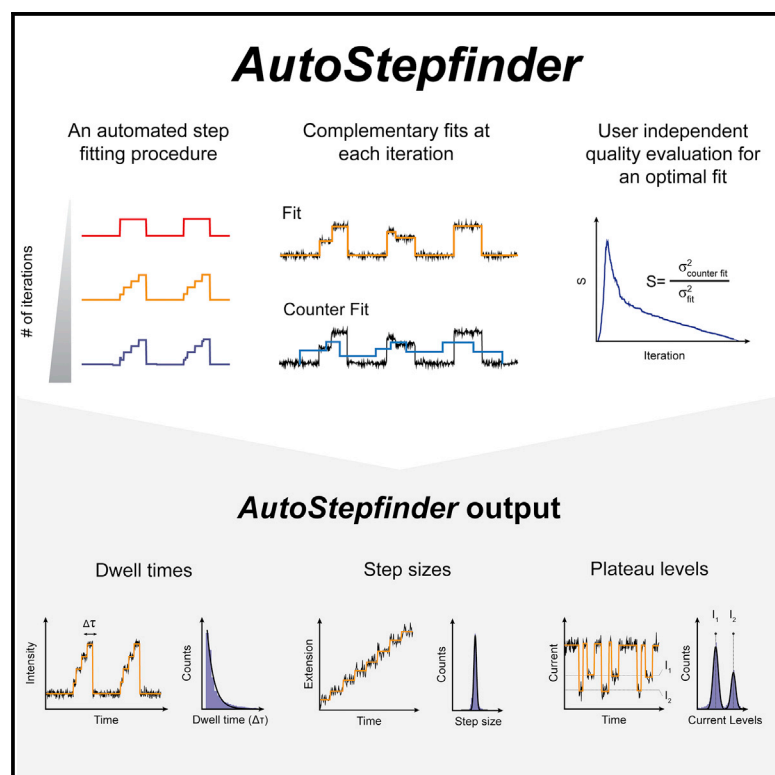 AutoStepfinder
An automated step
fitting procedure
# of iterations
Complementary fits at
each iteration
Fit
Counter Fit
User independent
quality evaluation for
an optimal fit
S
S= σ²counter fit / σ²fit
Iteration
AutoStepfinder output
Dwell times
Intensity
Δτ
Time
Counts
Dwell time (Δτ)
Step sizes
Extension
Time
Counts
Step size
Plateau levels
Current
I₁
I₂
Time
Counts
I₁ I₂
Current Levels